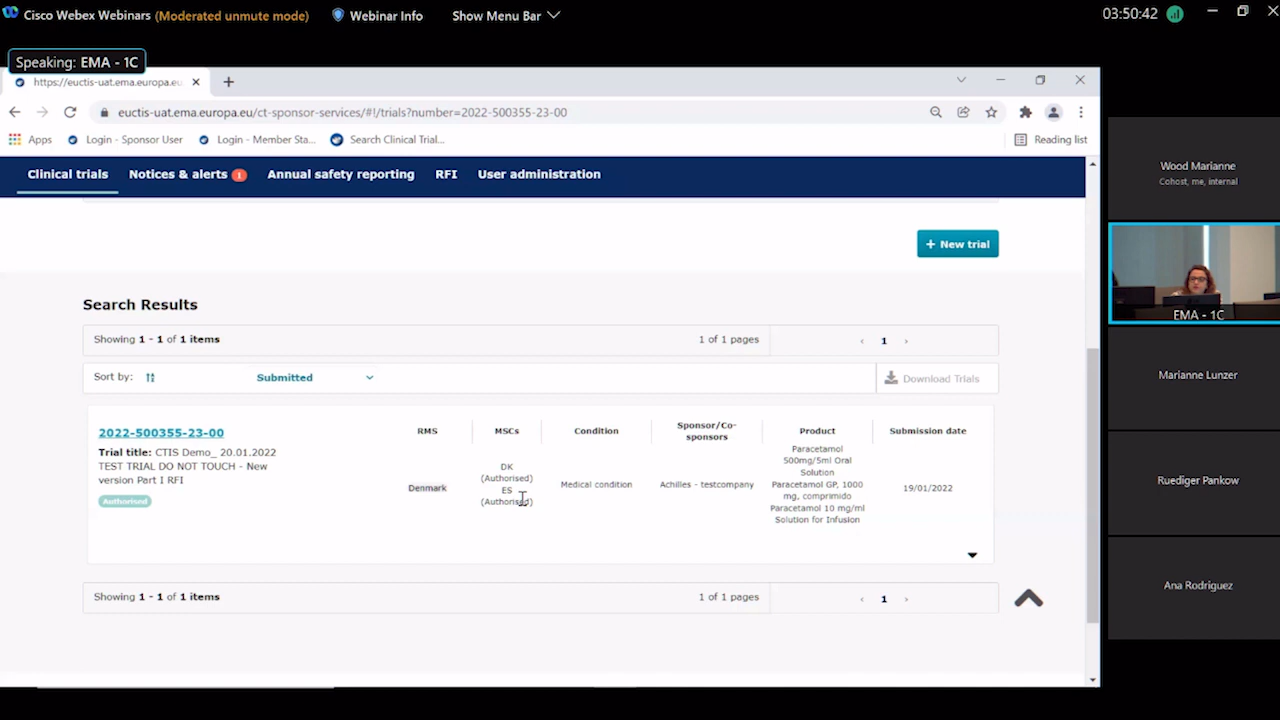 Cisco Webex Webinars (Moderated unmute mode) Webinar Info Show Menu Bar 03:50:42
Speaking: EMA - 1C
https://euctis-uat.ema.europa.eu
euctis-uat.ema.europa.eu/ct-sponsor-services/#!/trials?number=2022-500355-23-00
Apps Login - Sponsor User Login - Member Sta... Search Clinical Trial... Reading list
Clinical trials Notices & alerts 1 Annual safety reporting RFI User administration
+ New trial
Search Results
Showing 1 - 1 of 1 items 1 of 1 pages ‹ 1 ›
Sort by: Submitted Download Trials
2022-500355-23-00
Trial title: CTIS Demo_ 20.01.2022
TEST TRIAL DO NOT TOUCH - New
version Part I RFI
Authorised
RMS
Denmark
MSCs
DK
(Authorised)
ES
(Authorised)
Condition
Medical condition
Sponsor/Co-
sponsors
Achilles - testcompany
Product
Paracetamol
500mg/5ml Oral
Solution
Paracetamol GP, 1000
mg, comprimido
Paracetamol 10 mg/ml
Solution for Infusion
Submission date
19/01/2022
Showing 1 - 1 of 1 items 1 of 1 pages ‹ 1 ›
Wood Marianne
Cohost, me, internal
EMA - 1C
Marianne Lunzer
Ruediger Pankow
Ana Rodriguez